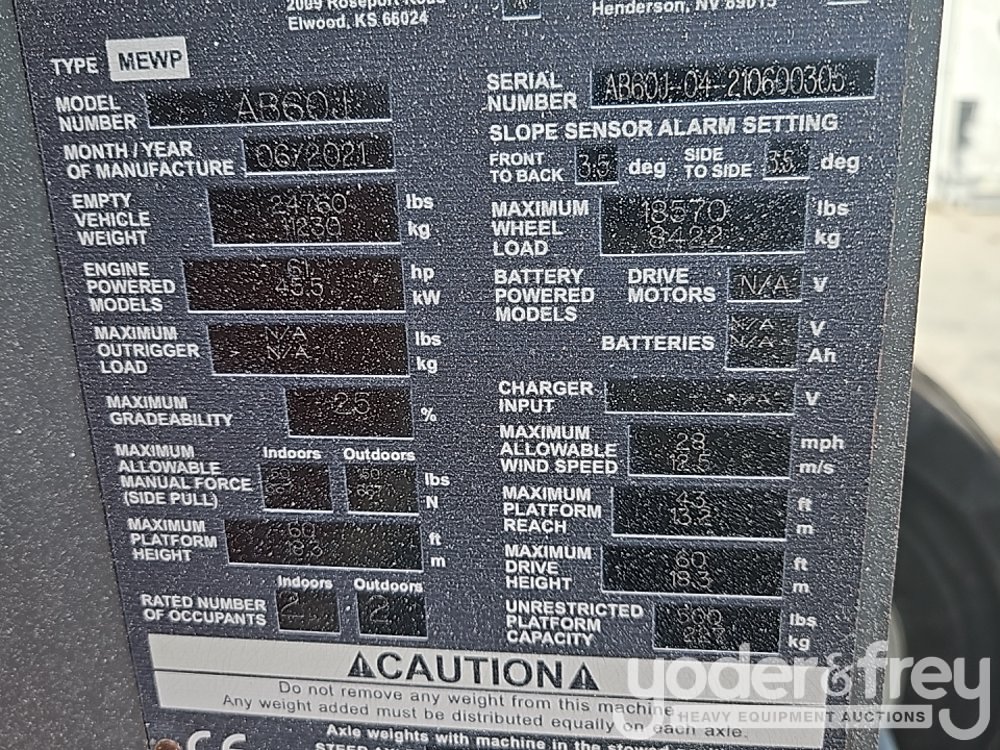 2009 Roseport Road
Elwood, KS 66024
Henderson, NV 89015
TYPE MEWP
MODEL NUMBER AB60J
MONTH / YEAR OF MANUFACTURE 06/2021
EMPTY VEHICLE WEIGHT 24760 lbs
11230 kg
ENGINE POWERED MODELS 61 hp
45.5 kW
MAXIMUM OUTRIGGER LOAD N/A lbs
N/A kg
MAXIMUM GRADEABILITY 25 %
MAXIMUM ALLOWABLE MANUAL FORCE (SIDE PULL)
Indoors Outdoors
lbs
N
MAXIMUM PLATFORM HEIGHT 60 ft
18.3 m
Indoors Outdoors
RATED NUMBER OF OCCUPANTS 2 2
SERIAL NUMBER AB60J-04-210600305
SLOPE SENSOR ALARM SETTING
FRONT TO BACK 3.5 deg SIDE TO SIDE 3.5 deg
MAXIMUM WHEEL LOAD 18570 lbs
8422 kg
BATTERY POWERED MODELS
DRIVE MOTORS N/A V
BATTERIES N/A V
N/A Ah
CHARGER INPUT N/A V
MAXIMUM ALLOWABLE WIND SPEED 28 mph
12.5 m/s
MAXIMUM PLATFORM REACH 43 ft
13.2 m
MAXIMUM DRIVE HEIGHT 60 ft
18.3 m
UNRESTRICTED PLATFORM CAPACITY 500 lbs
227 kg
CAUTION
Do not remove any weight from this machine.
Any weight added must be distributed equally on each axle.
Axle weights with machine in the stowed
CE
yoder&frey
HEAVY EQUIPMENT AUCTIONS